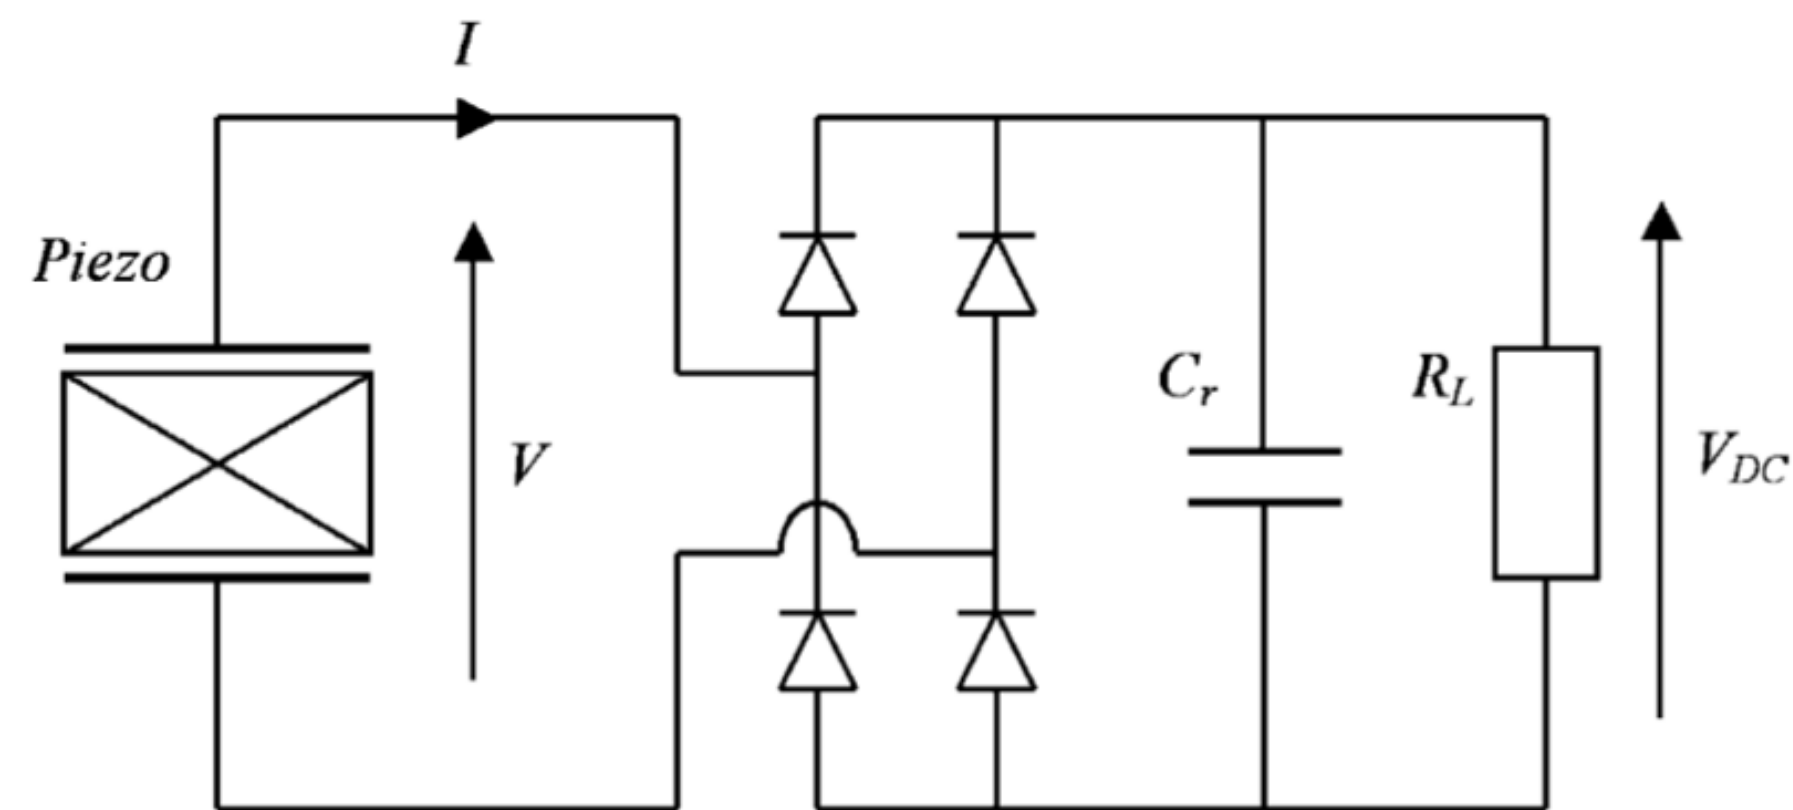 I
Piezo
V
C_r
R_L
V_DC